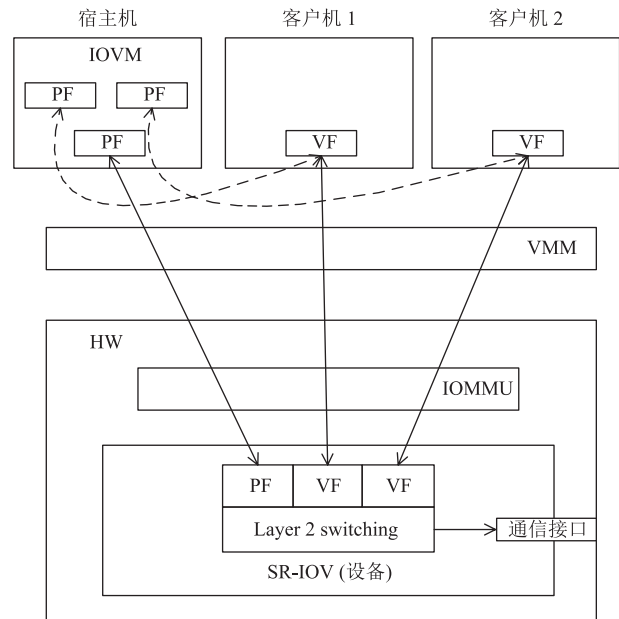 宿主机
客户机 1
客户机 2
IOVM
PF
PF
PF
VF
VF
VMM
HW
IOMMU
PF
VF
VF
Layer 2 switching
通信接口
SR-IOV (设备)